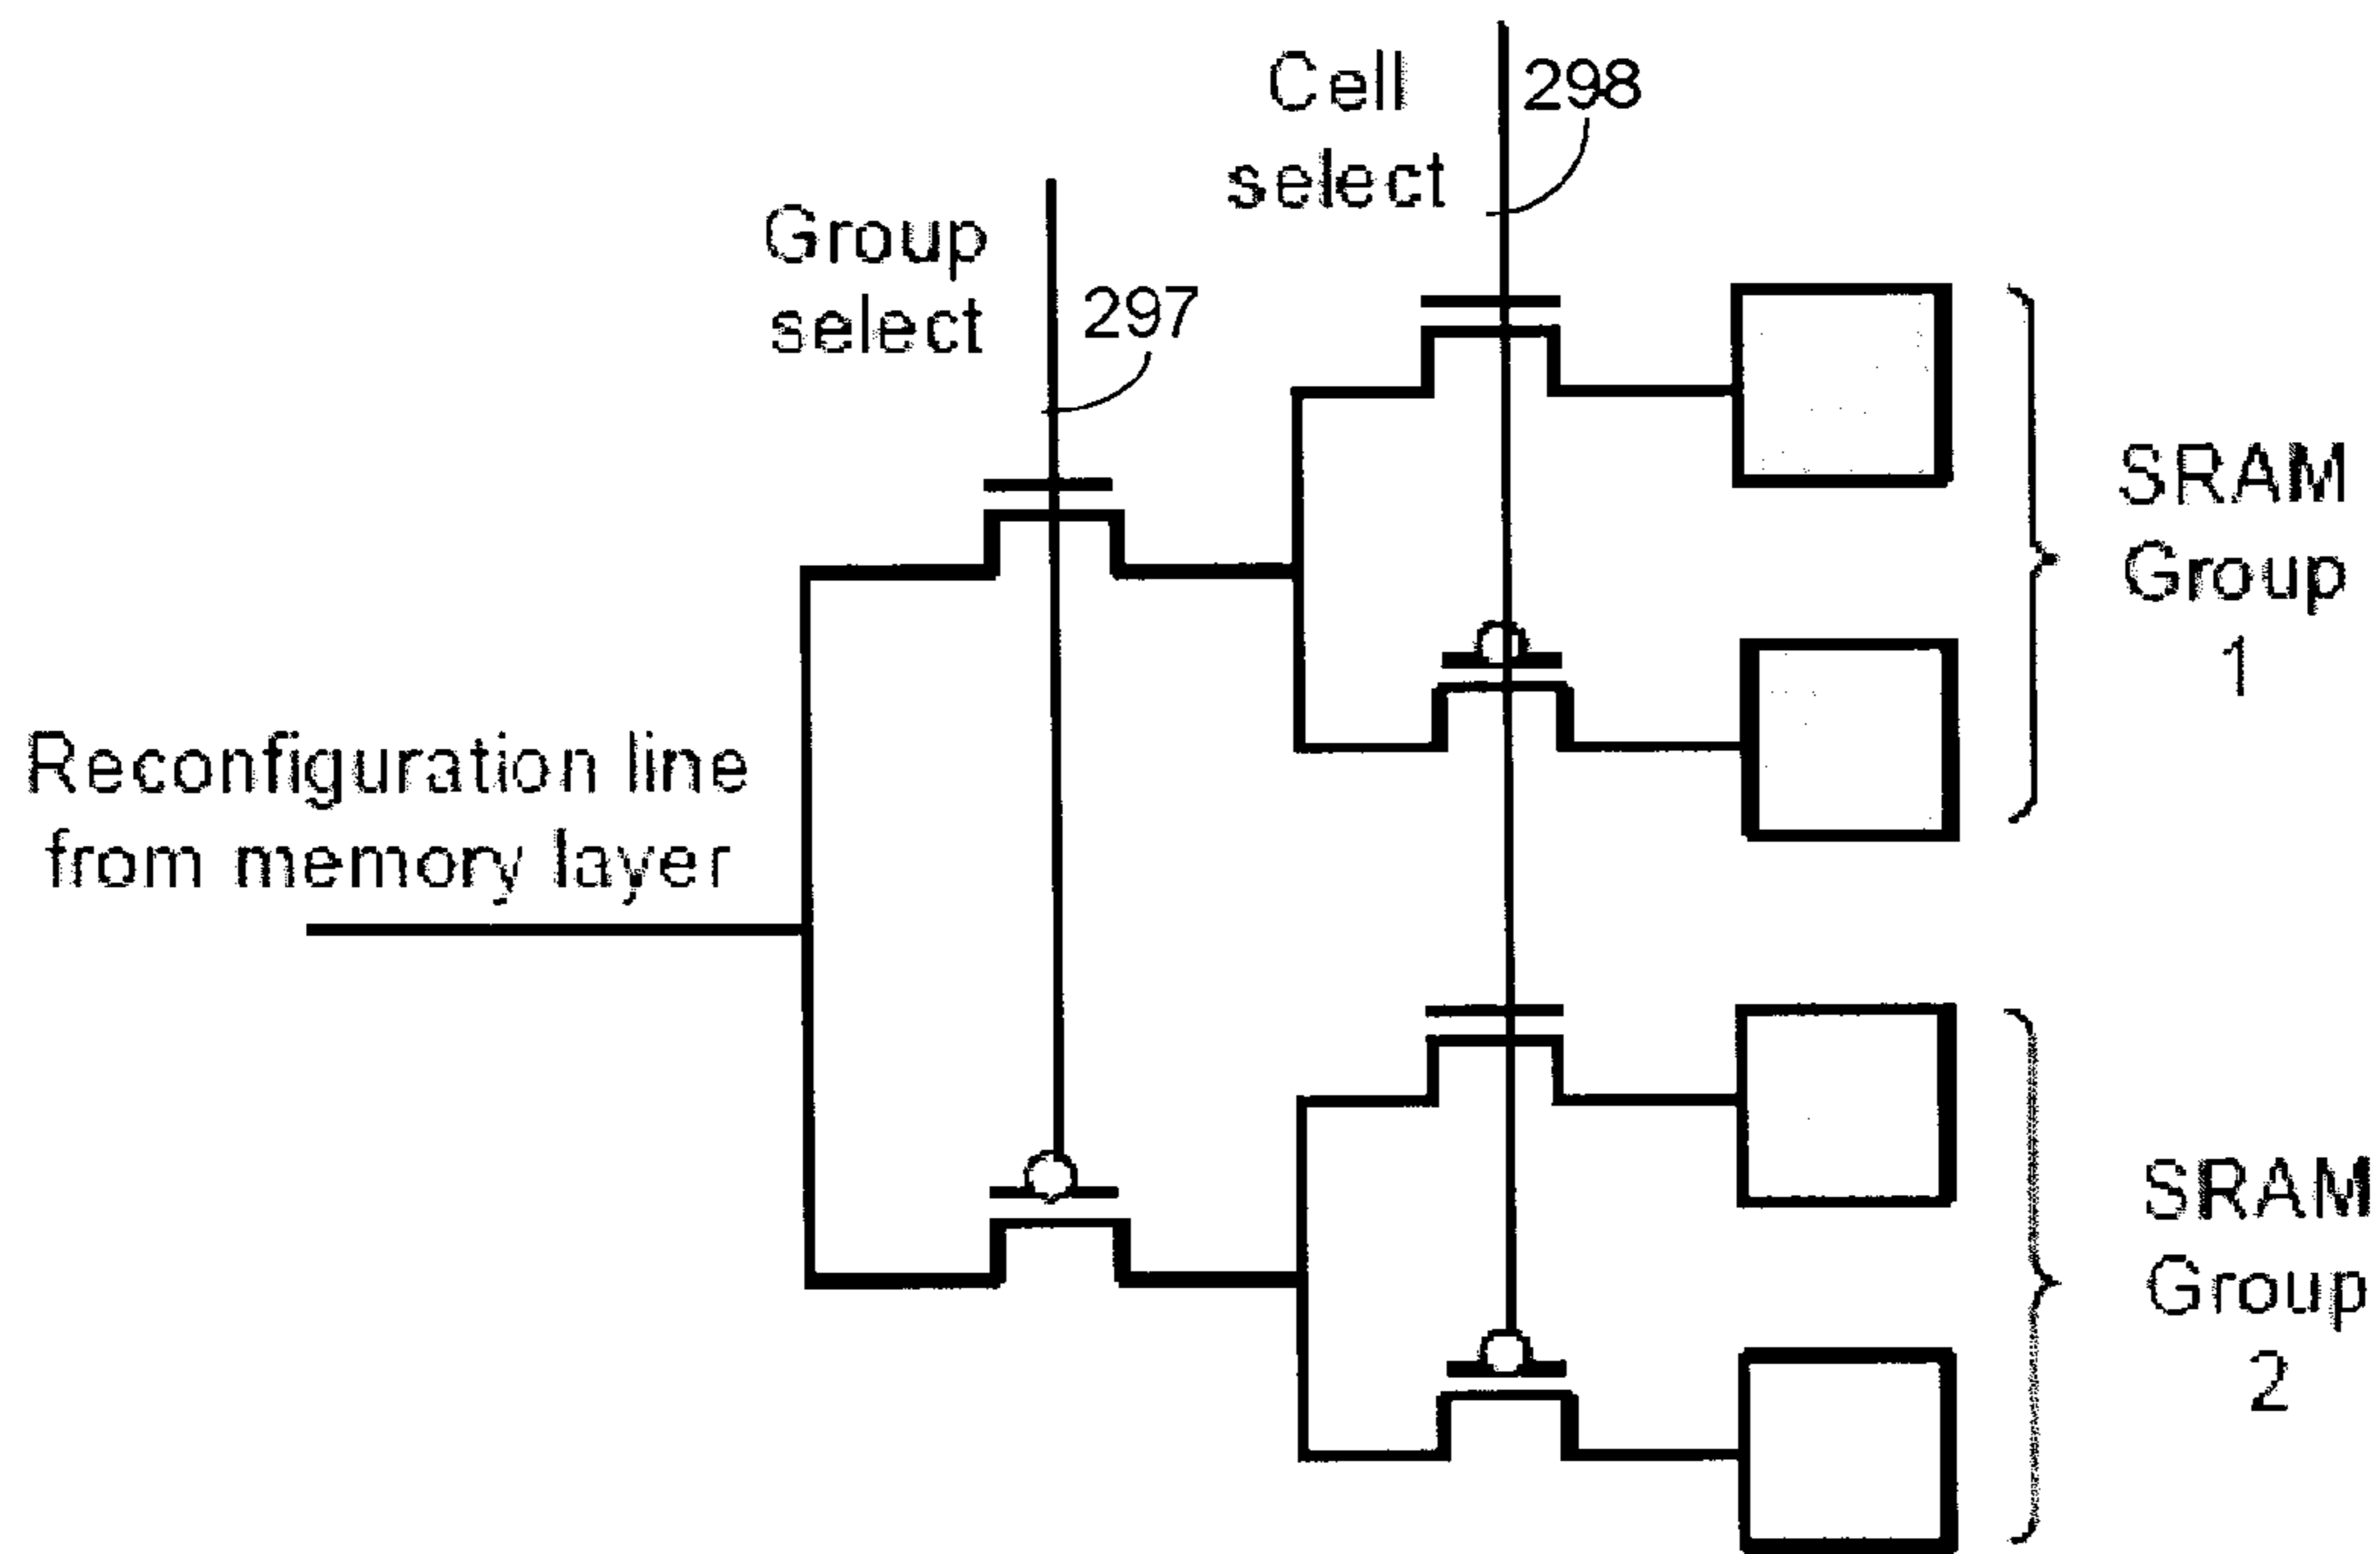 Cell
select
298
Group
select
297
SRAM
Group
1
Reconfiguration line
from memory layer
SRAM
Group
2